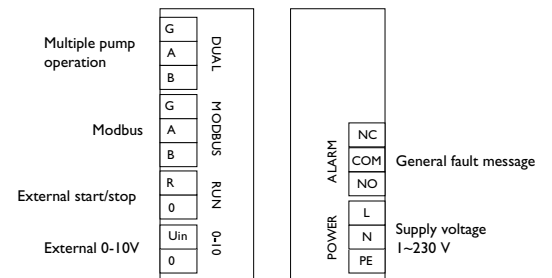 Multiple pump
operation
G
A
B
DUAL
Modbus
G
A
B
MODBUS
External start/stop
R
0
RUN
External 0-10V
Uin
0
0-10
ALARM
NC
COM
NO
General fault message
POWER
L
N
PE
Supply voltage
1~230 V